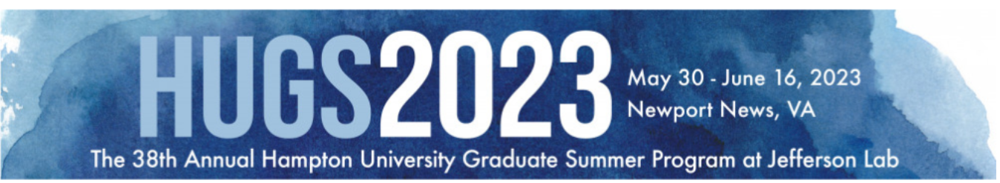 HUGS2023
May 30 - June 16, 2023
Newport News, VA
The 38th Annual Hampton University Graduate Summer Program at Jefferson Lab